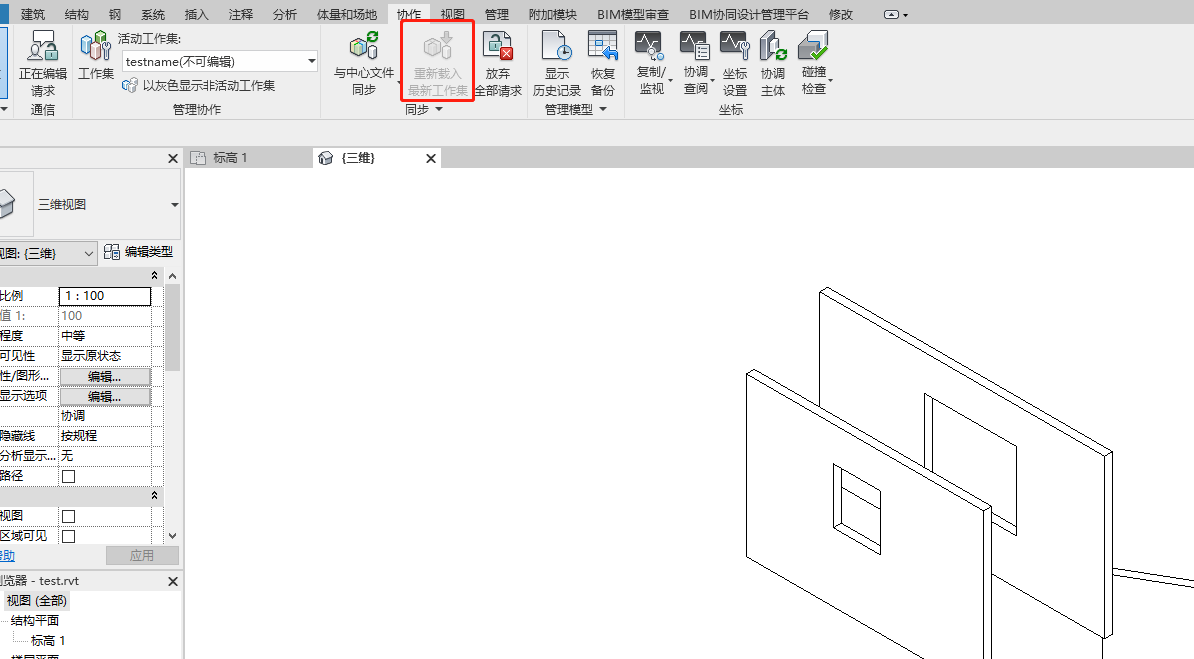 建筑 结构 钢 系统 插入 注释 分析 体量和场地 协作 视图 管理 附加模块 BIM模型审查 BIM协同设计管理平台 修改
正在编辑
请求
通信
工作集
活动工作集:
testname(不可编辑)
以灰色显示非活动工作集
管理协作
与中心文件
同步
重新载入
最新工作集
放弃
全部请求
同步
显示
历史记录
恢复
备份
管理模型
复制/
监视
协调
查阅
坐标
设置
协调
主体
碰撞
检查
坐标
标高 1
{三维}
三维视图
视图: {三维}
编辑类型
比例 1 : 100
值 1: 100
程度 中等
可见性 显示原状态
性/图形... 编辑...
显示选项 编辑...
协调
隐藏线 按规程
分析显示... 无
路径
视图
区域可见
帮助
应用
浏览器 - test.rvt
视图 (全部)
结构平面
标高 1
楼层平面